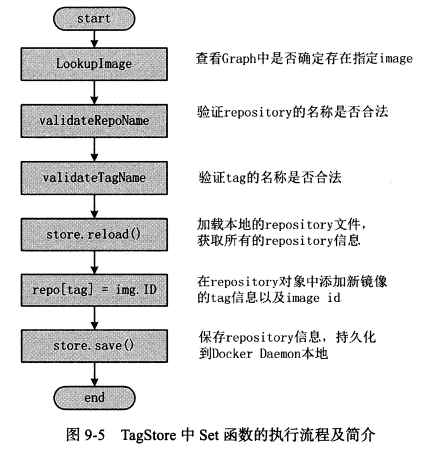 start
LookupImage
查看Graph中是否确定存在指定image
validateRepoName
验证repository的名称是否合法
validateTagName
验证tag的名称是否合法
store.reload()
加载本地的repository文件，
获取所有的repository信息
repo[tag] = img.ID
在repository对象中添加新镜像
的tag信息以及image id
store.save()
保存repository信息，持久化
到Docker Daemon本地
end
图 9-5 TagStore 中 Set 函数的执行流程及简介